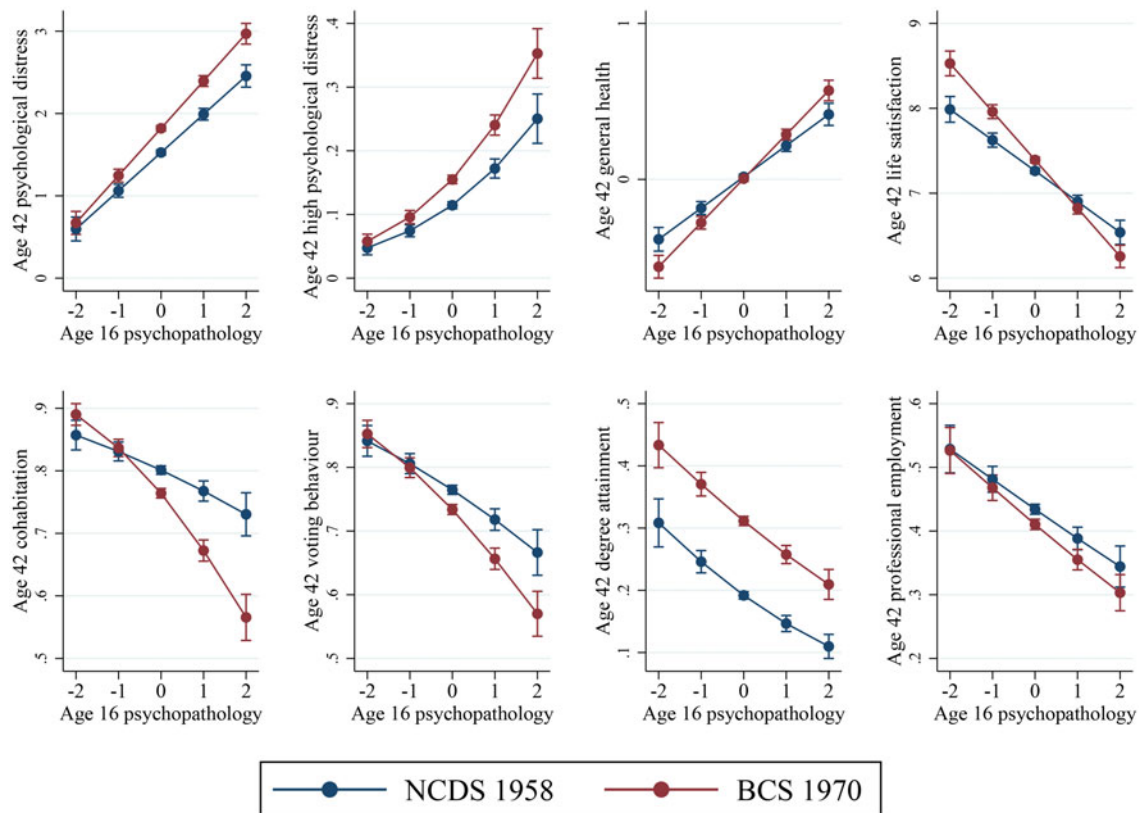 Age 42 psychological distress
0
1
2
3
-2 -1 0 1 2
Age 16 psychopathology
Age 42 high psychological distress
0
.1
.2
.3
.4
-2 -1 0 1 2
Age 16 psychopathology
Age 42 general health
0
1
-2 -1 0 1 2
Age 16 psychopathology
Age 42 life satisfaction
6
7
8
9
-2 -1 0 1 2
Age 16 psychopathology
Age 42 cohabitation
.5
.6
.7
.8
.9
-2 -1 0 1 2
Age 16 psychopathology
Age 42 voting behaviour
.5
.6
.7
.8
.9
-2 -1 0 1 2
Age 16 psychopathology
Age 42 degree attainment
.1
.2
.3
.4
.5
-2 -1 0 1 2
Age 16 psychopathology
Age 42 professional employment
.2
.3
.4
.5
.6
-2 -1 0 1 2
Age 16 psychopathology
NCDS 1958 BCS 1970